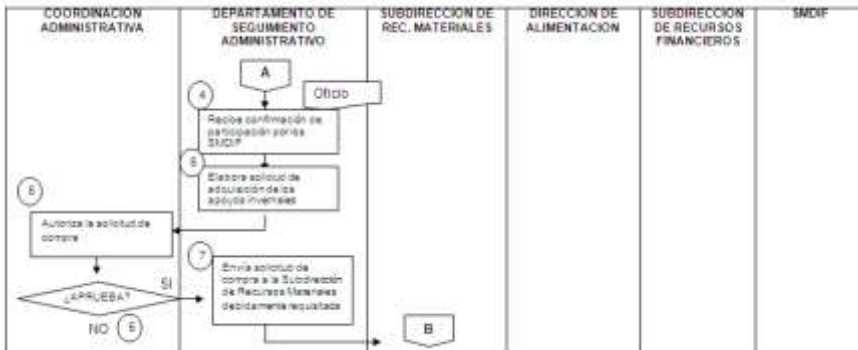 COORDINACION
ADMINISTRATIVA
DEPARTAMENTO DE
SEGUIMIENTO
ADMINISTRATIVO
SUBDIRECCION DE
REC. MATERIALES
DIRECCION DE
ALIMENTACION
SUBDIRECCION
DE RECURSOS
FINANCIEROS
SMDIF
A
Oficio
4
Recibe confirmación de
participación por los
SMDIF
5
Elabora solicitud de
adquisición de los
apoyos invernales
6
Autoriza la solicitud de
compra
7
Envía solicitud de
compra a la Subdirección
de Recursos Materiales
debidamente requisitada
¿APRUEBA?
SI
NO
5
B